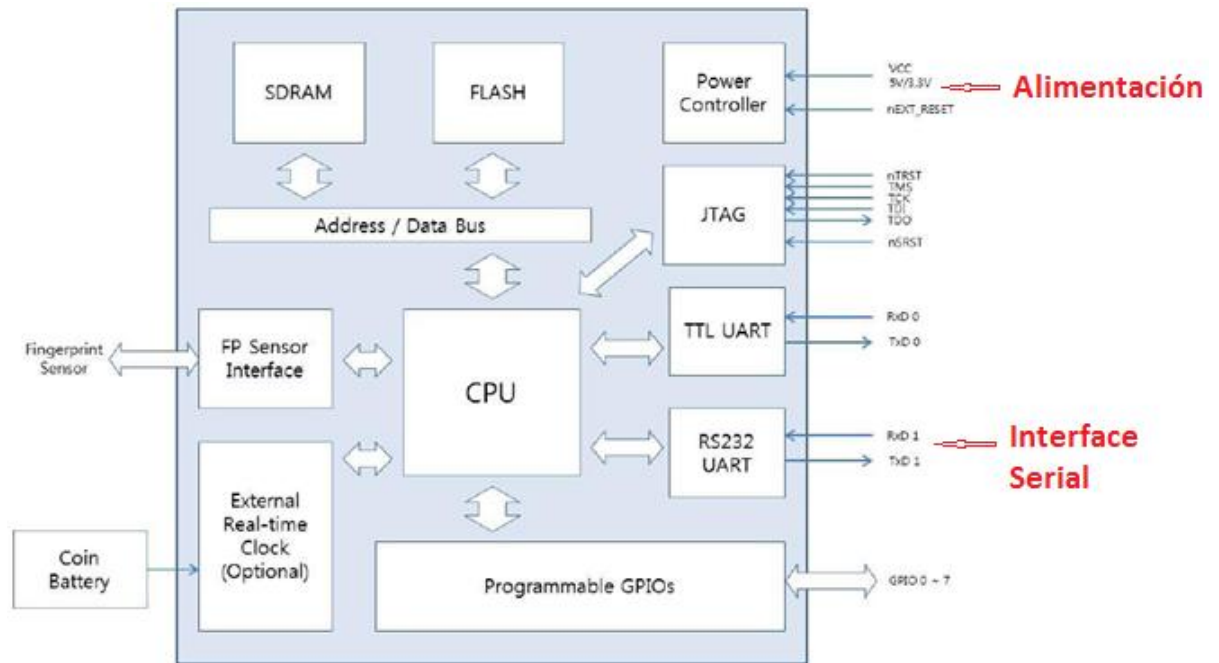 SDRAM
FLASH
Power
Controller
VCC
5V/3.3V
Alimentación
nEXT_RESET
Address / Data Bus
JTAG
nTRST
TMS
TCK
TDI
TDO
nSRST
Fingerprint
Sensor
FP Sensor
Interface
CPU
TTL UART
RxD 0
TxD 0
RS232
UART
RxD 1
TxD 1
Interface
Serial
Coin
Battery
External
Real-time
Clock
(Optional)
Programmable GPIOs
GPIO 0 ~ 7